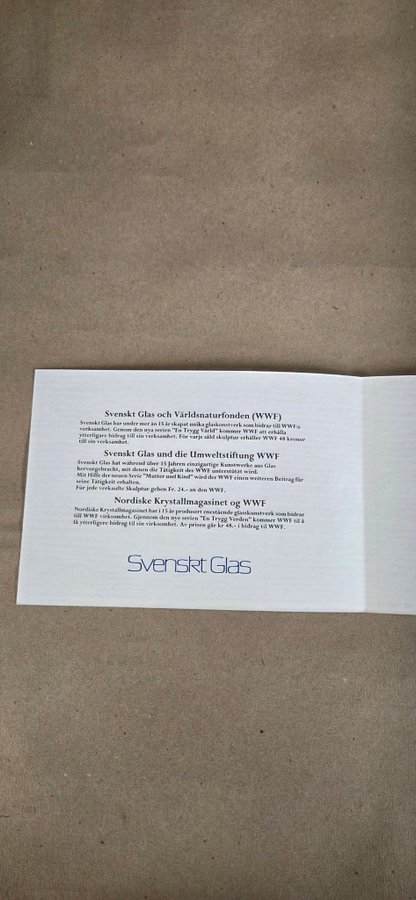 Svenskt Glas och Världsnaturfonden (WWF)
Svenskt Glas har under mer än 15 år skapat unika glaskonstverk som bidrar till WWF:s
verksamhet. Genom den nya serien "En Trygg Värld" kommer WWF att erhålla
ytterligare bidrag till sin verksamhet. För varje såld skulptur erhåller WWF 48 kronor
till sin verksamhet.
Svenskt Glas und die Umweltstiftung WWF
Svenskt Glas hat während über 15 Jahren einzigartige Kunstwerke aus Glas
hervorgebracht, mit denen die Tätigkeit des WWF unterstützt wird.
Mit Hilfe der neuen Serie "Mutter und Kind" wird der WWF einen weiteren Beitrag für
seine Tätigkeit erhalten.
Für jede verkaufte Skulptur gehen Fr. 24.- an den WWF.
Nordiske Krystallmagasinet og WWF
Nordiske Krystallmagasinet har i 15 år produsert enestående glasskunstverk som bidrar
till WWF virksomhet. Gjennom den nye serien "En Trygg Verden" kommer WWF til å
få ytterligere bidrag til sin virksomhet. Av prisen går kr 48.- i bidrag til WWF.
Svenskt Glas